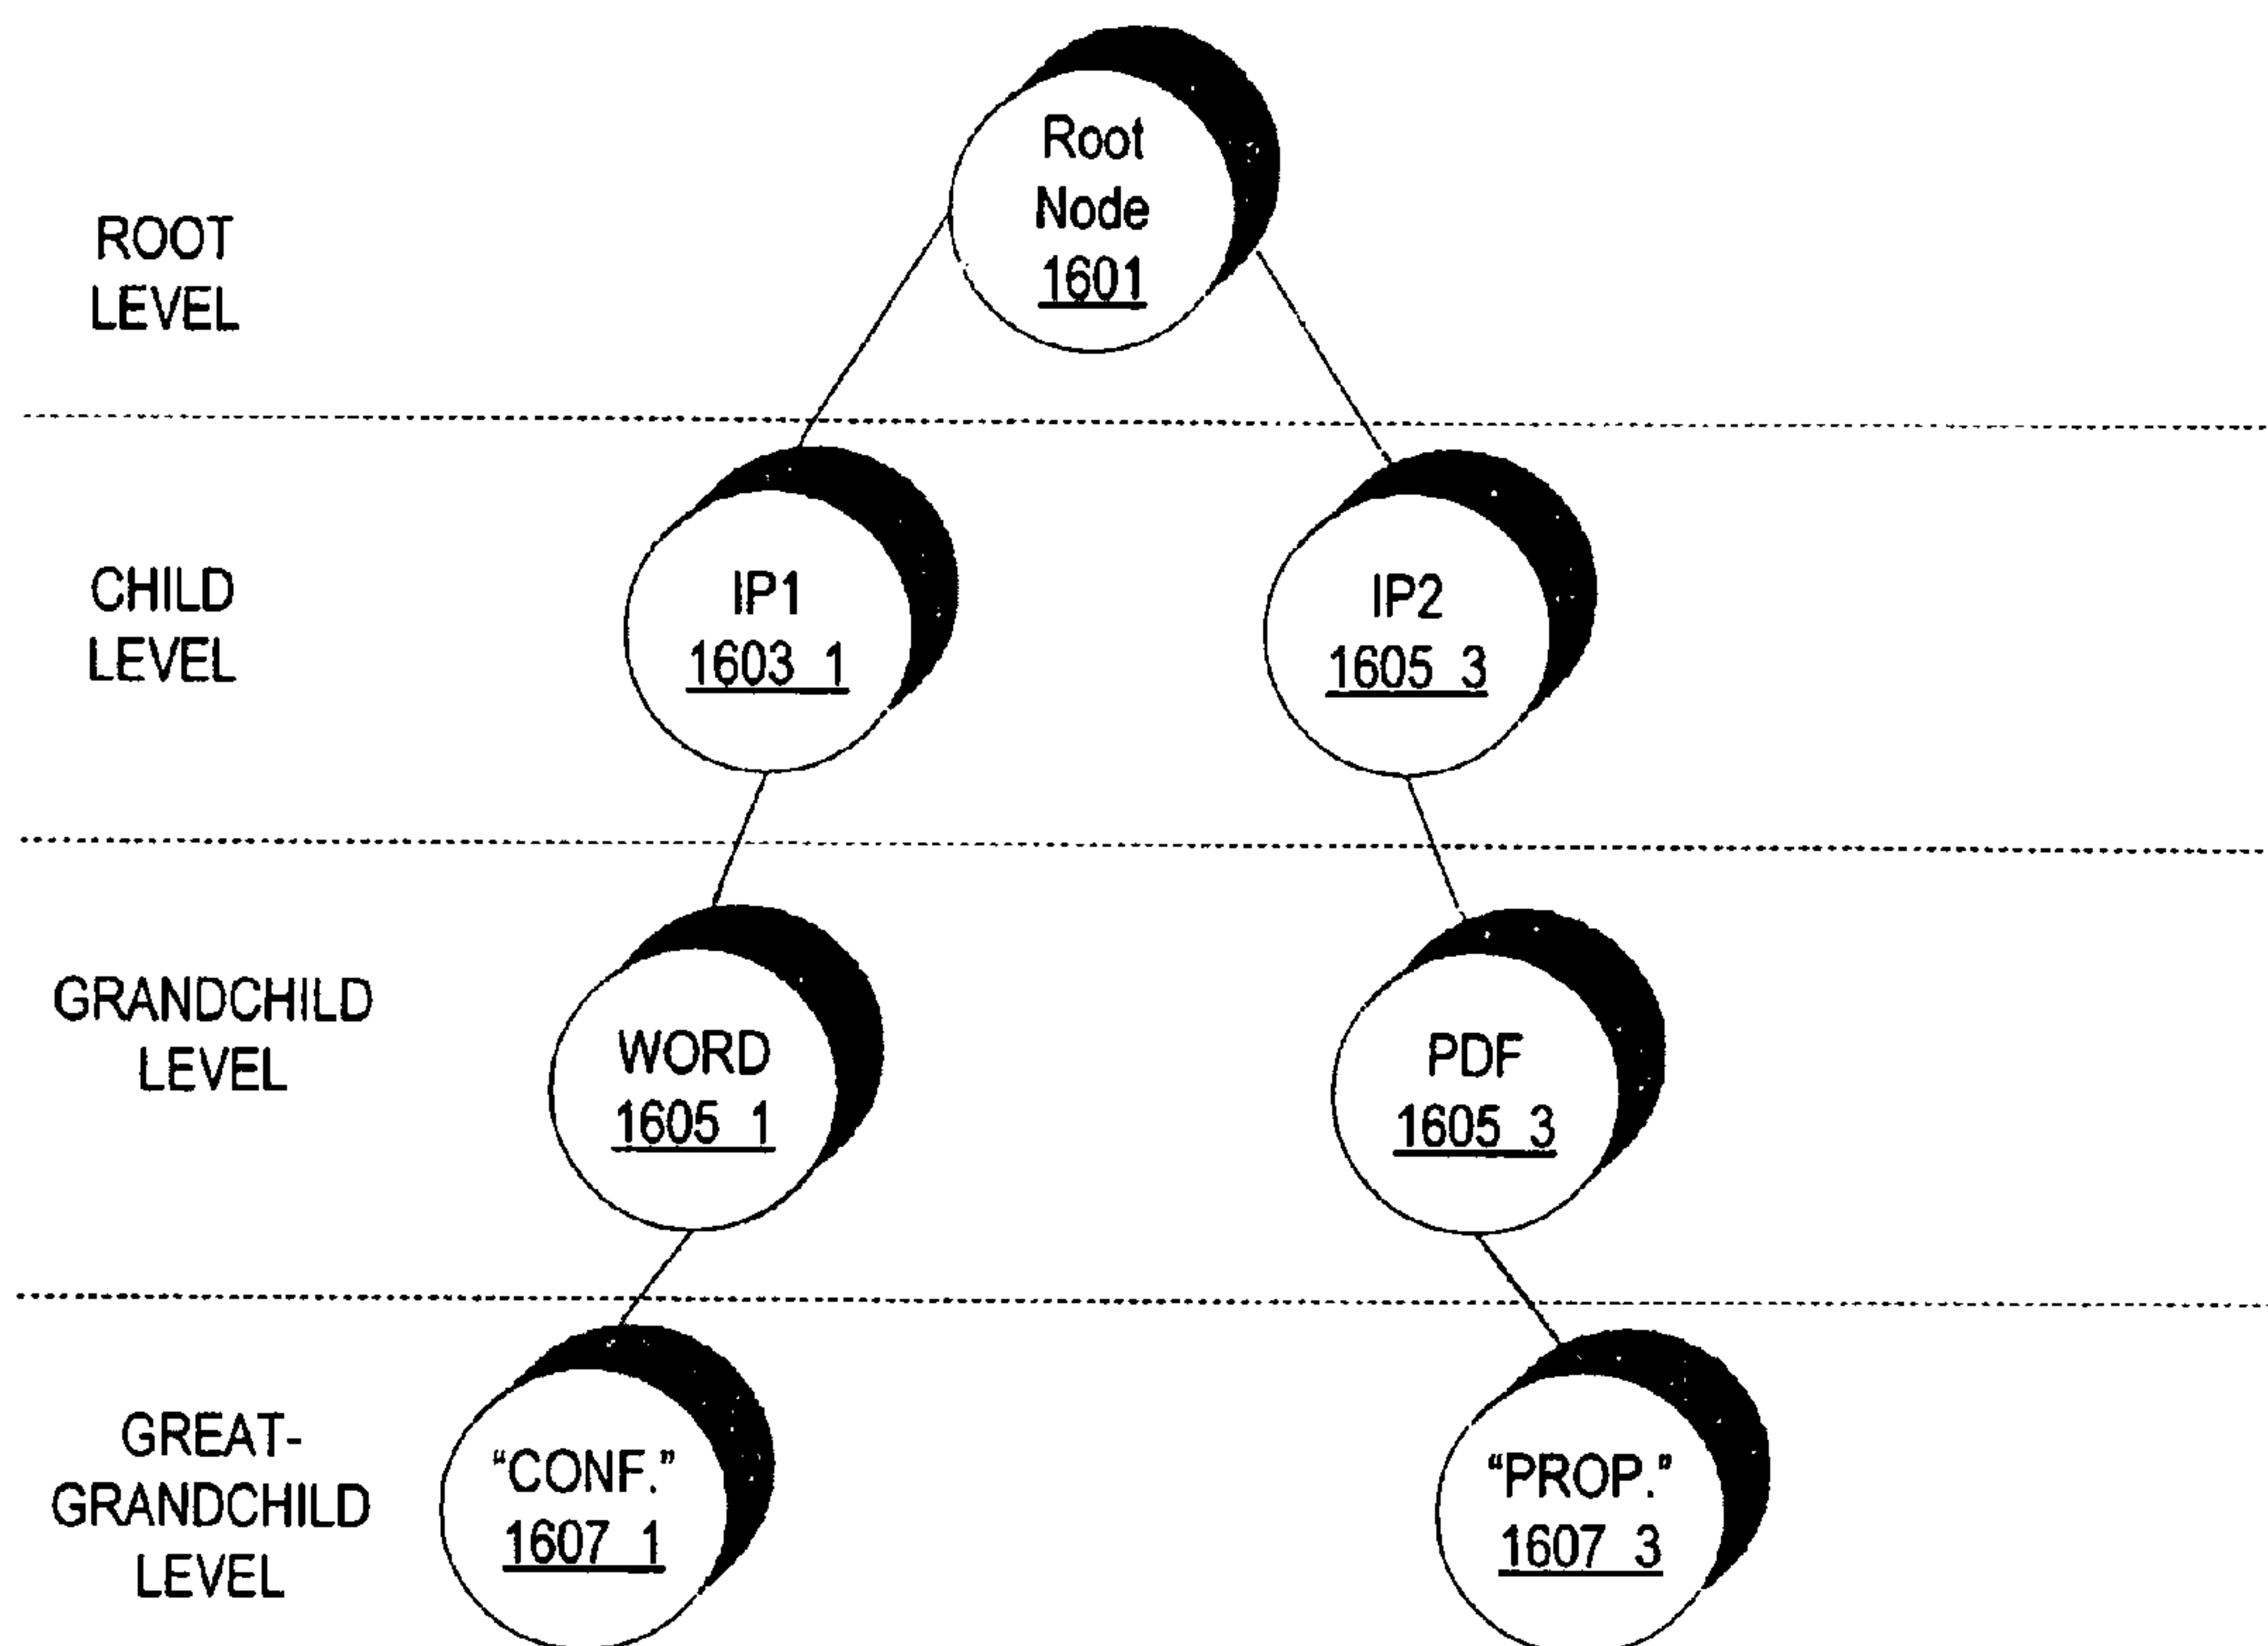 Root
Node
1601
ROOT
LEVEL
CHILD
LEVEL
IP1
1603_1
IP2
1605_3
GRANDCHILD
LEVEL
WORD
1605_1
PDF
1605_3
GREAT-
GRANDCHILD
LEVEL
“CONF.”
1607_1
“PROP.”
1607_3